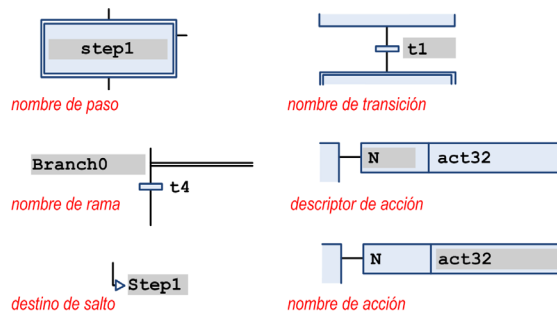 step1
nombre de paso
t1
nombre de transición
Branch0
t4
nombre de rama
N act32
descriptor de acción
Step1
destino de salto
N act32
nombre de acción